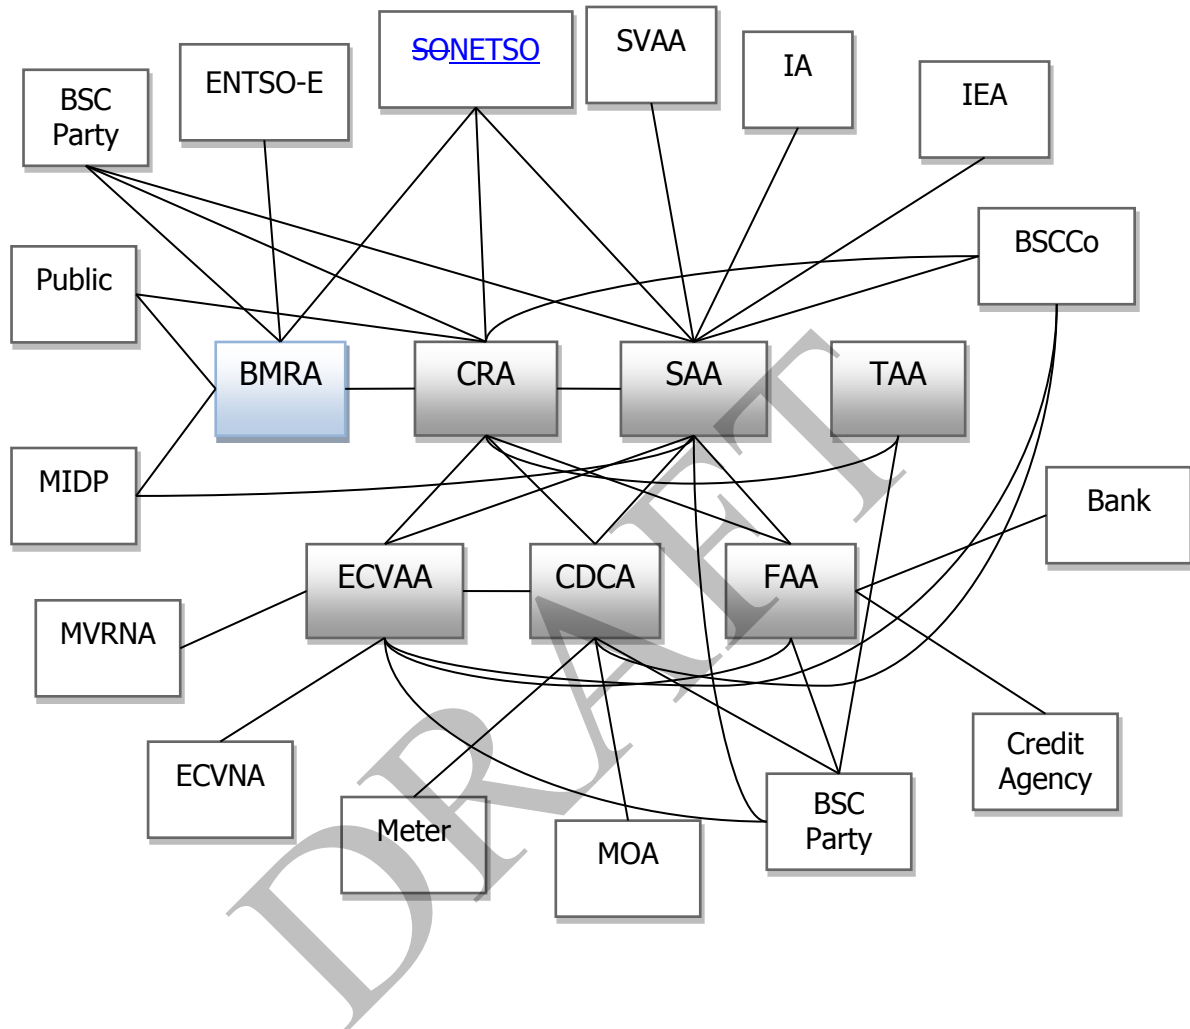 SONETSO
SVAA
IA
ENTSO-E
IEA
BSC
Party
BSCCo
Public
BMRA
CRA
SAA
TAA
MIDP
Bank
ECVAA
CDCA
FAA
MVRNA
Credit
Agency
ECVNA
BSC
Party
Meter
MOA
DRAFT